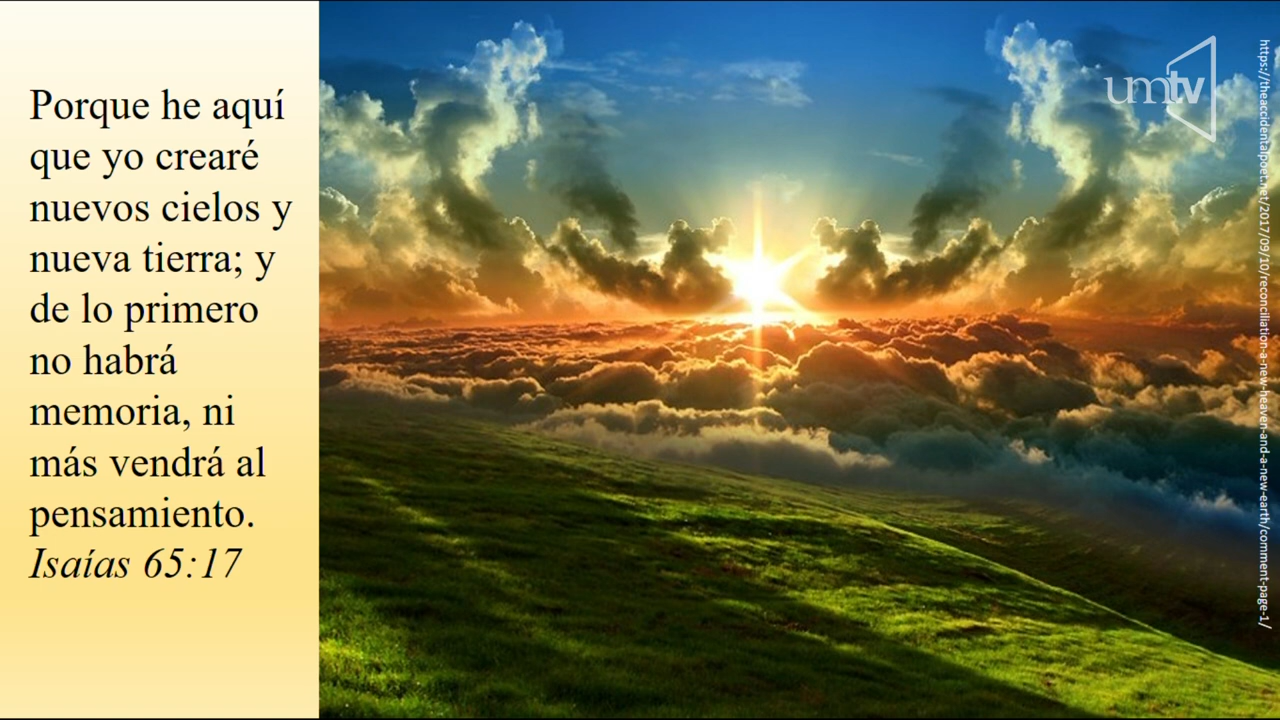 Porque he aquí
que yo crearé
nuevos cielos y
nueva tierra; y
de lo primero
no habrá
memoria, ni
más vendrá al
pensamiento.
Isaías 65:17
umtv
https://theaccidentalpoet.net/2017/09/10/reconciliation-a-new-heaven-and-a-new-earth/comment-page-1/